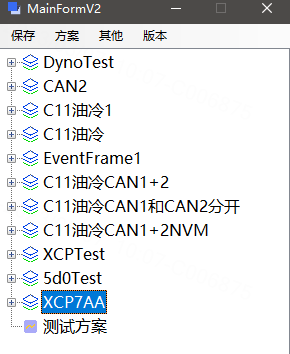 MainFormV2
保存 方案 其他 版本
DynoTest
CAN2
C11油冷1
C11油冷
EventFrame1
C11油冷CAN1+2
C11油冷CAN1和CAN2分开
C11油冷CAN1+2NVM
XCPTest
5d0Test
XCP7AA
测试方案